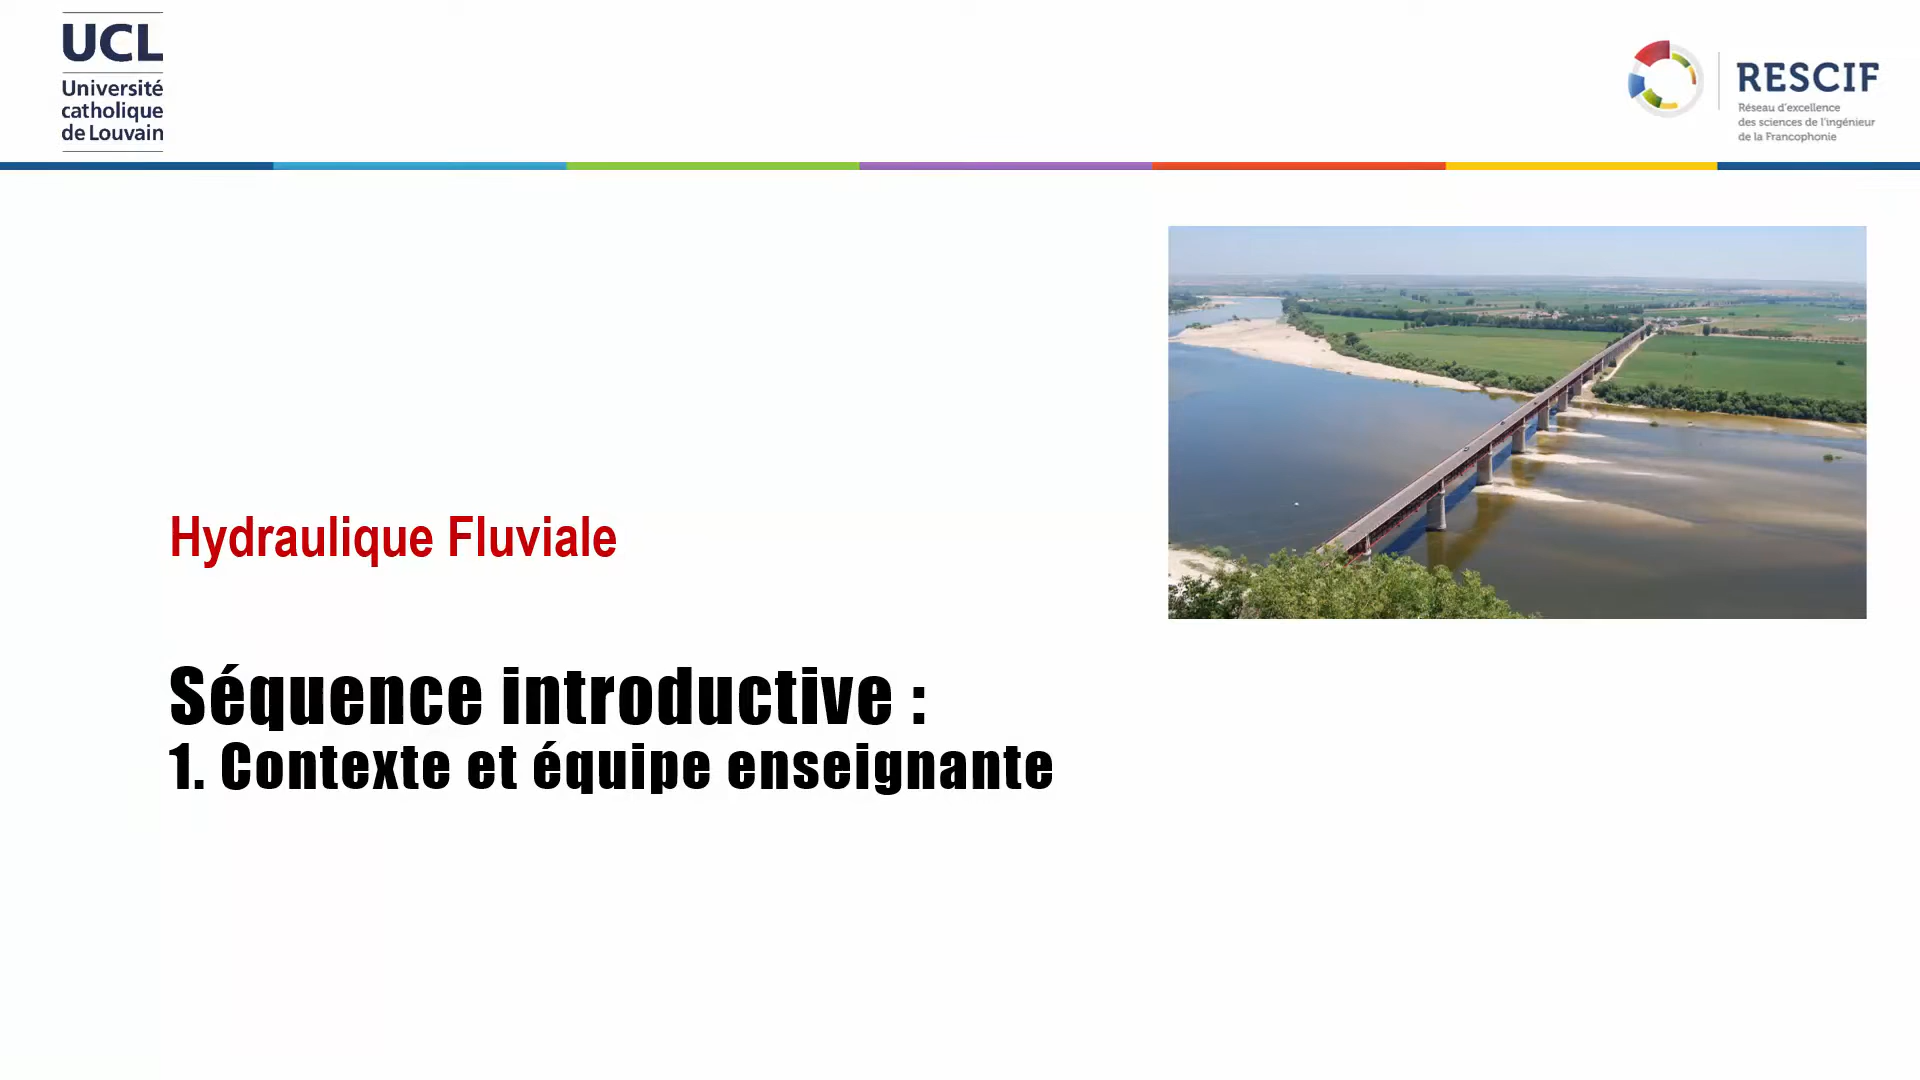 UCL
Université
catholique
de Louvain
RESCIF
Réseau d'excellence
des sciences de l'ingénieur
de la Francophonie
Hydraulique Fluviale
Séquence introductive :
1. Contexte et équipe enseignante